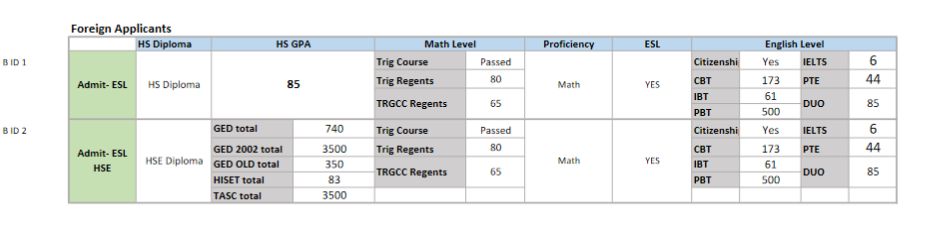 Foreign Applicants
HS Diploma HS GPA Math Level Proficiency ESL English Level
B ID 1
Admit- ESL HS Diploma 85
Trig Course Passed
Trig Regents 80
TRGCC Regents 65
Math YES
Citizenshi Yes IELTS 6
CBT 173 PTE 44
IBT 61 DUO 85
PBT 500
B ID 2
Admit- ESL
HSE
HSE Diploma
GED total 740
GED 2002 total 3500
GED OLD total 350
HISET total 83
TASC total 3500
Trig Course Passed
Trig Regents 80
TRGCC Regents 65
Math YES
Citizenshi Yes IELTS 6
CBT 173 PTE 44
IBT 61 DUO 85
PBT 500